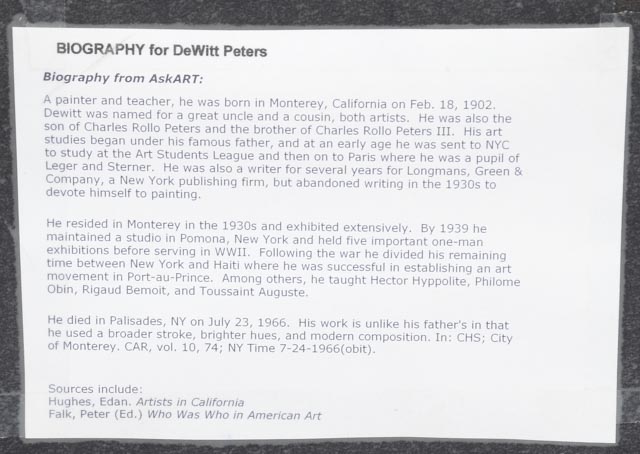 BIOGRAPHY for DeWitt Peters
Biography from AskART:
A painter and teacher, he was born in Monterey, California on Feb. 18, 1902.
Dewitt was named for a great uncle and a cousin, both artists. He was also the
son of Charles Rollo Peters and the brother of Charles Rollo Peters III. His art
studies began under his famous father, and at an early age he was sent to NYC
to study at the Art Students League and then on to Paris where he was a pupil of
Leger and Sterner. He was also a writer for several years for Longmans, Green &
Company, a New York publishing firm, but abandoned writing in the 1930s to
devote himself to painting.
He resided in Monterey in the 1930s and exhibited extensively. By 1939 he
maintained a studio in Pomona, New York and held five important one-man
exhibitions before serving in WWII. Following the war he divided his remaining
time between New York and Haiti where he was successful in establishing an art
movement in Port-au-Prince. Among others, he taught Hector Hyppolite, Philome
Obin, Rigaud Bemoit, and Toussaint Auguste.
He died in Palisades, NY on July 23, 1966. His work is unlike his father's in that
he used a broader stroke, brighter hues, and modern composition. In: CHS; City
of Monterey. CAR, vol. 10, 74; NY Time 7-24-1966(obit).
Sources include:
Hughes, Edan. Artists in California
Falk, Peter (Ed.) Who Was Who in American Art